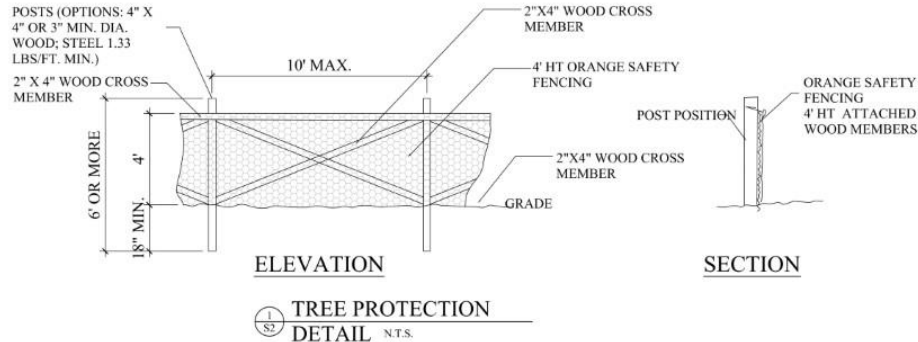 POSTS (OPTIONS: 4" X
4" OR 3" MIN. DIA.
WOOD; STEEL 1.33
LBS/FT. MIN.)
2" X 4" WOOD CROSS
MEMBER
10' MAX.
2"X4" WOOD CROSS
MEMBER
4' HT ORANGE SAFETY
FENCING
2"X4" WOOD CROSS
MEMBER
GRADE
6' OR MORE
4'
18" MIN.
ELEVATION
POST POSITION
ORANGE SAFETY
FENCING
4' HT ATTACHED
WOOD MEMBERS
SECTION
1
S2
TREE PROTECTION
DETAIL N.T.S.